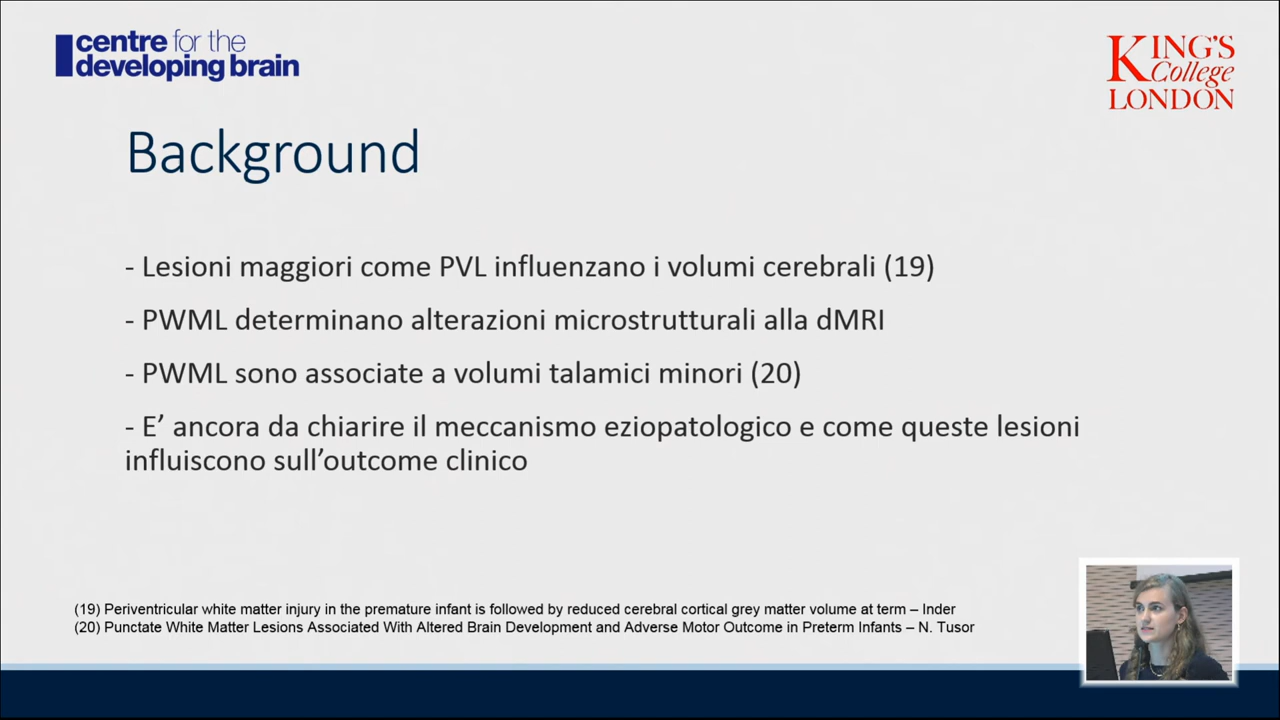 centre for the
developing brain
KING'S
College
LONDON
Background
- Lesioni maggiori come PVL influenzano i volumi cerebrali (19)
- PWML determinano alterazioni microstrutturali alla dMRI
- PWML sono associate a volumi talamici minori (20)
- E’ ancora da chiarire il meccanismo eziopatologico e come queste lesioni
influiscono sull’outcome clinico
(19) Periventricular white matter injury in the premature infant is followed by reduced cerebral cortical grey matter volume at term – Inder
(20) Punctate White Matter Lesions Associated With Altered Brain Development and Adverse Motor Outcome in Preterm Infants – N. Tusor